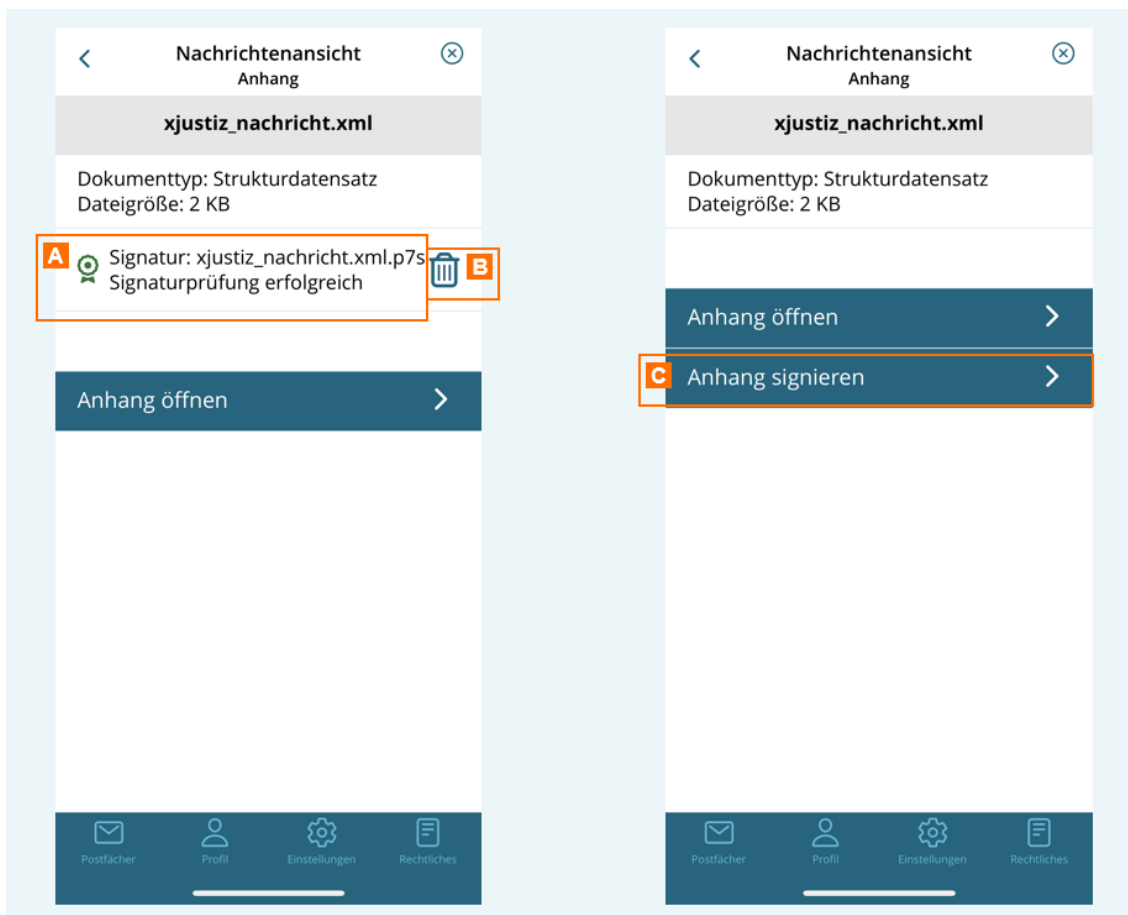 Nachrichtenansicht
Anhang
xjustiz_nachricht.xml
Dokumenttyp: Strukturdatensatz
Dateigröße: 2 KB
A
Signatur: xjustiz_nachricht.xml.p7s
Signaturprüfung erfolgreich
B
Anhang öffnen
Postfächer Profil Einstellungen Rechtliches
Nachrichtenansicht
Anhang
xjustiz_nachricht.xml
Dokumenttyp: Strukturdatensatz
Dateigröße: 2 KB
Anhang öffnen
C Anhang signieren
Postfächer Profil Einstellungen Rechtliches